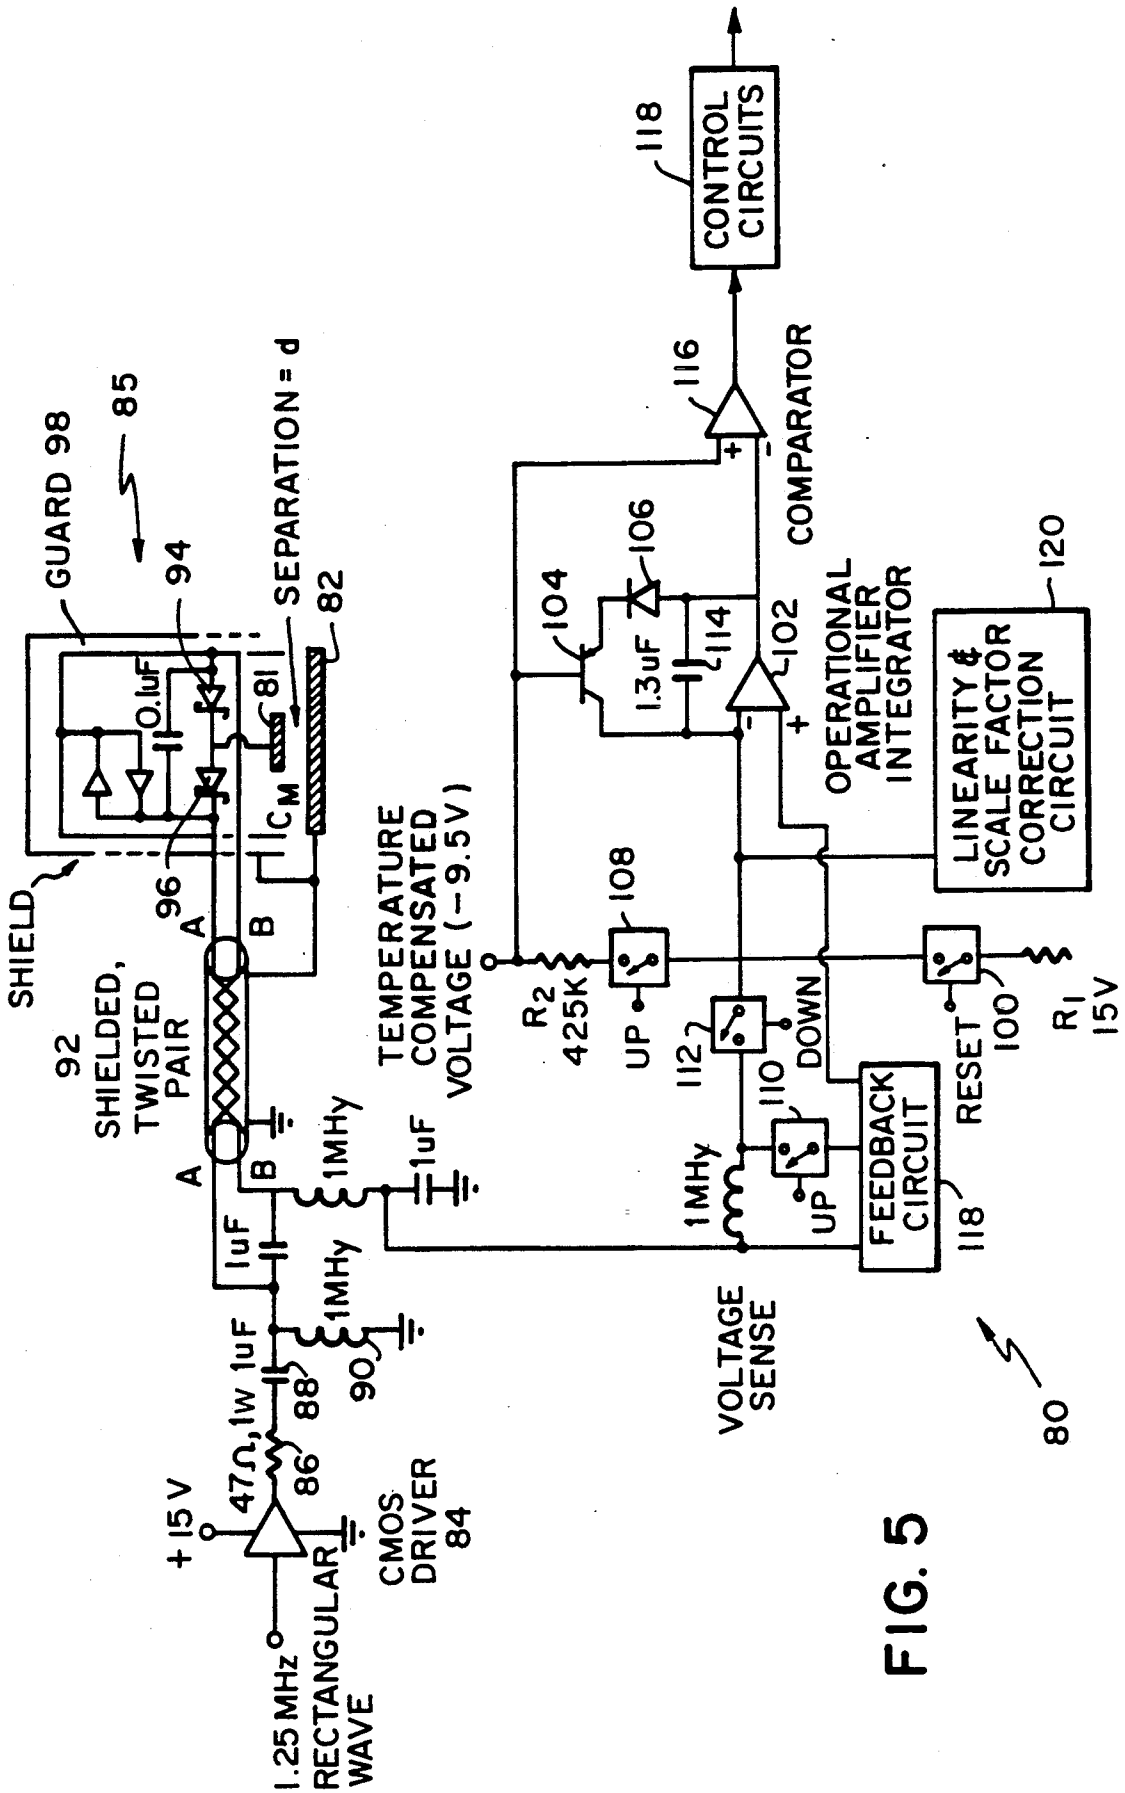 SHIELD
GUARD 98
85
94
0.1uF
SEPARATION = d
81
82
96
CM
92
SHIELDED,
TWISTED
PAIR
A
B
A
B
+15V
47Ω, 1W
1uF
1uF
86
88
90
1MHy
1MHy
1uF
CMOS
DRIVER
84
1.25MHz
RECTANGULAR
WAVE
TEMPERATURE
COMPENSATED
VOLTAGE (-9.5V)
R2
425K
UP
108
104
106
1.3uF
114
102
+
-
+
-
116
COMPARATOR
118
CONTROL
CIRCUITS
OPERATIONAL
AMPLIFIER
INTEGRATOR
VOLTAGE
SENSE
1MHy
112
DOWN
110
UP
FEEDBACK
CIRCUIT
118
RESET
100
R1
15V
LINEARITY &
SCALE FACTOR
CORRECTION
CIRCUIT
120
80
FIG. 5